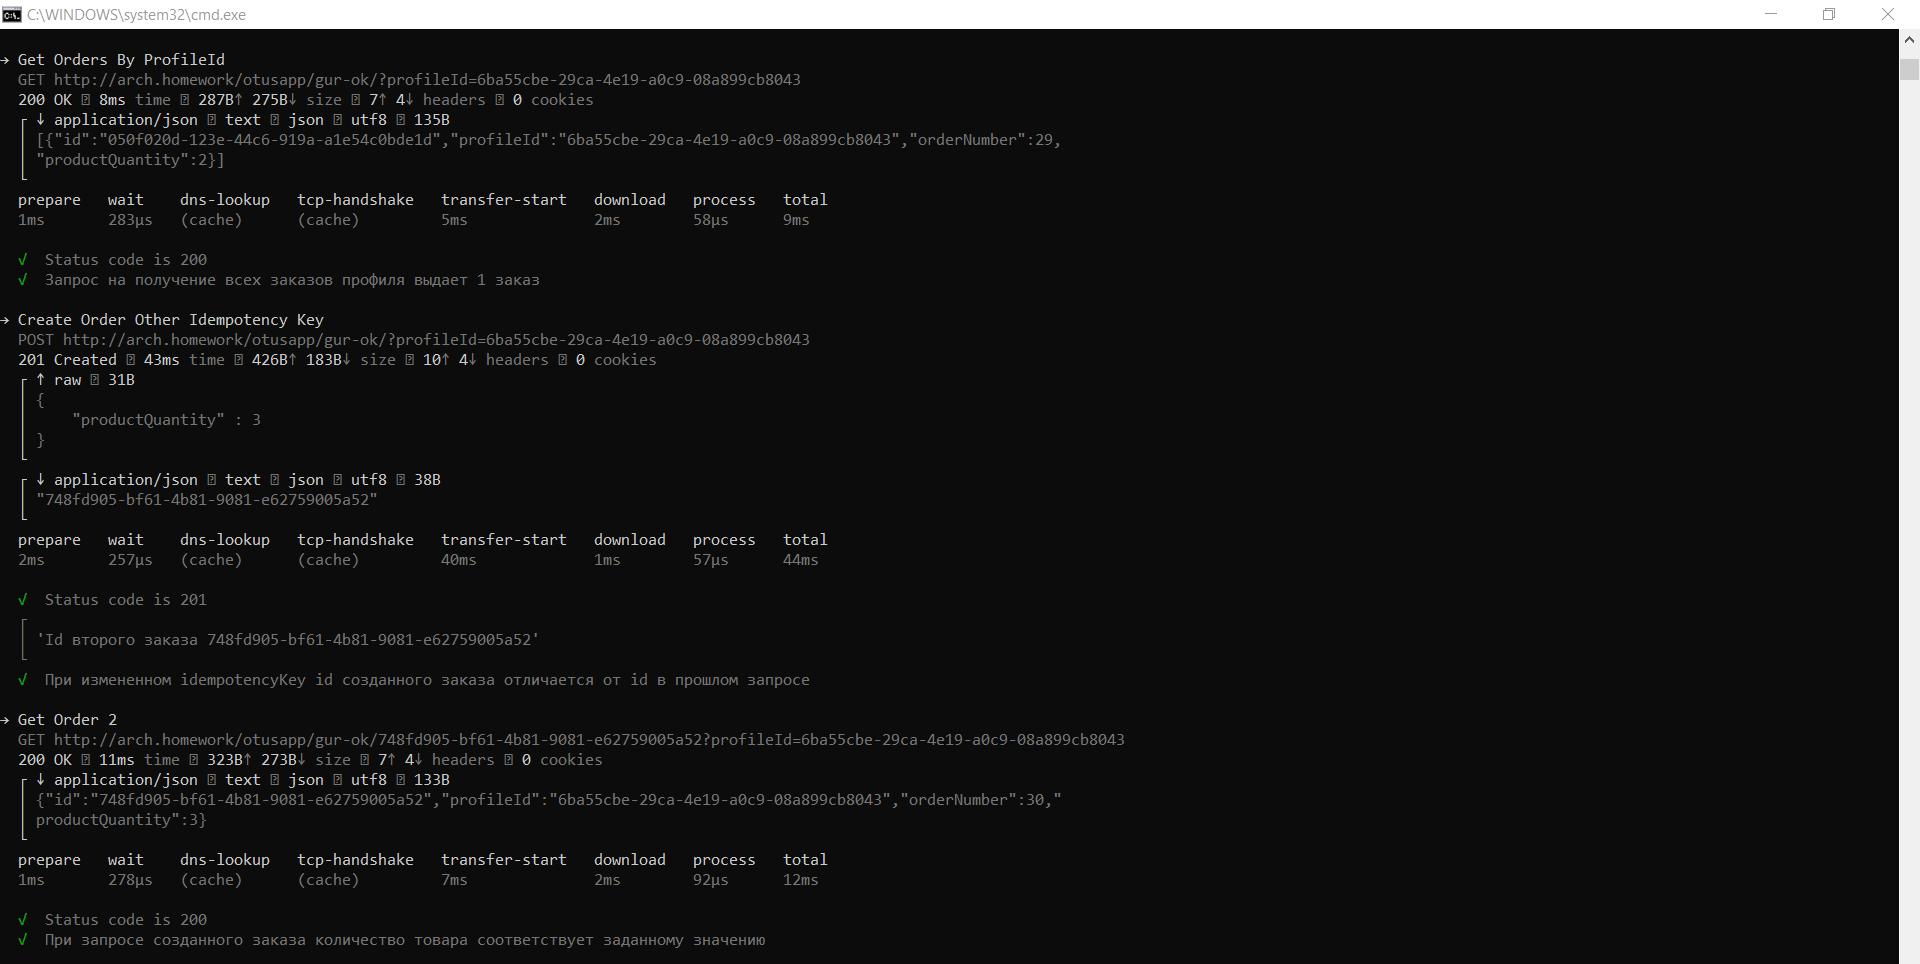 C:\WINDOWS\system32\cmd.exe
→ Get Orders By ProfileId
GET http://arch.homework/otusapp/gur-ok/?profileId=6ba55cbe-29ca-4e19-a0c9-08a899cb8043
200 OK ⍰ 8ms time ⍰ 287B↑ 275B↓ size ⍰ 7↑ 4↓ headers ⍰ 0 cookies
↓ application/json ⍰ text ⍰ json ⍰ utf8 ⍰ 135B
[{"id":"050f020d-123e-44c6-919a-a1e54c0bde1d","profileId":"6ba55cbe-29ca-4e19-a0c9-08a899cb8043","orderNumber":29,
"productQuantity":2}]
prepare wait dns-lookup tcp-handshake transfer-start download process total
1ms 283µs (cache) (cache) 5ms 2ms 58µs 9ms
√ Status code is 200
√ Запрос на получение всех заказов профиля выдает 1 заказ
→ Create Order Other Idempotency Key
POST http://arch.homework/otusapp/gur-ok/?profileId=6ba55cbe-29ca-4e19-a0c9-08a899cb8043
201 Created ⍰ 43ms time ⍰ 426B↑ 183B↓ size ⍰ 10↑ 4↓ headers ⍰ 0 cookies
↑ raw ⍰ 31B
{
"productQuantity" : 3
}
↓ application/json ⍰ text ⍰ json ⍰ utf8 ⍰ 38B
"748fd905-bf61-4b81-9081-e62759005a52"
prepare wait dns-lookup tcp-handshake transfer-start download process total
2ms 257µs (cache) (cache) 40ms 1ms 57µs 44ms
√ Status code is 201
'Id второго заказа 748fd905-bf61-4b81-9081-e62759005a52'
√ При измененном idempotencyKey id созданного заказа отличается от id в прошлом запросе
→ Get Order 2
GET http://arch.homework/otusapp/gur-ok/748fd905-bf61-4b81-9081-e62759005a52?profileId=6ba55cbe-29ca-4e19-a0c9-08a899cb8043
200 OK ⍰ 11ms time ⍰ 323B↑ 273B↓ size ⍰ 7↑ 4↓ headers ⍰ 0 cookies
↓ application/json ⍰ text ⍰ json ⍰ utf8 ⍰ 133B
{"id":"748fd905-bf61-4b81-9081-e62759005a52","profileId":"6ba55cbe-29ca-4e19-a0c9-08a899cb8043","orderNumber":30,"
productQuantity":3}
prepare wait dns-lookup tcp-handshake transfer-start download process total
1ms 278µs (cache) (cache) 7ms 2ms 92µs 12ms
√ Status code is 200
√ При запросе созданного заказа количество товара соответствует заданному значению